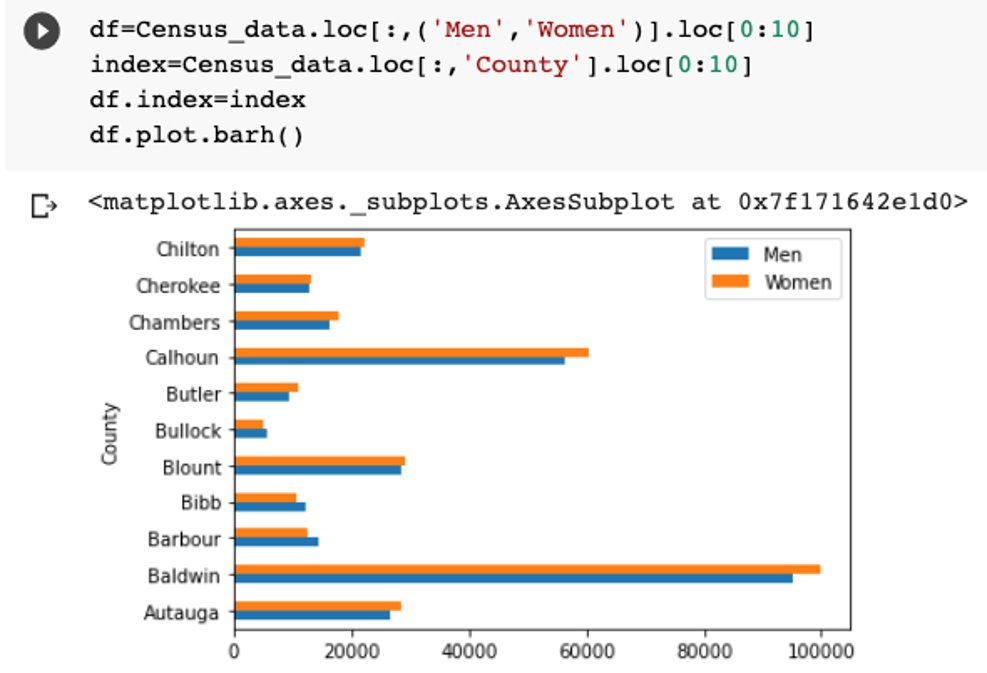 df=Census_data.loc[:,('Men','Women')].loc[0:10]
index=Census_data.loc[:,'County'].loc[0:10]
df.index=index
df.plot.barh()
<matplotlib.axes._subplots.AxesSubplot at 0x7f171642e1d0>
Men
Women
County
Chilton
Cherokee
Chambers
Calhoun
Butler
Bullock
Blount
Bibb
Barbour
Baldwin
Autauga
0 20000 40000 60000 80000 100000